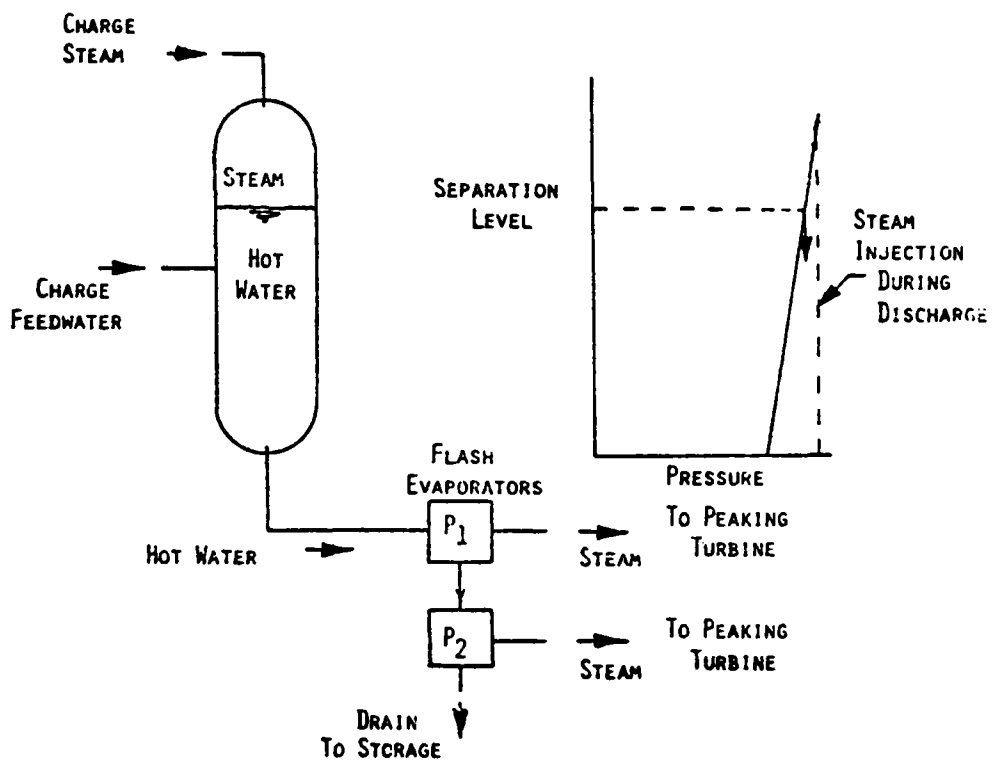 CHARGE
STEAM
STEAM
HOT
WATER
CHARGE
FEEDWATER
SEPARATION
LEVEL
STEAM
INJECTION
DURING
DISCHARGE
PRESSURE
FLASH
EVAPORATORS
P1
HOT WATER
STEAM
TO PEAKING
TURBINE
P2
STEAM
TO PEAKING
TURBINE
DRAIN
TO STORAGE